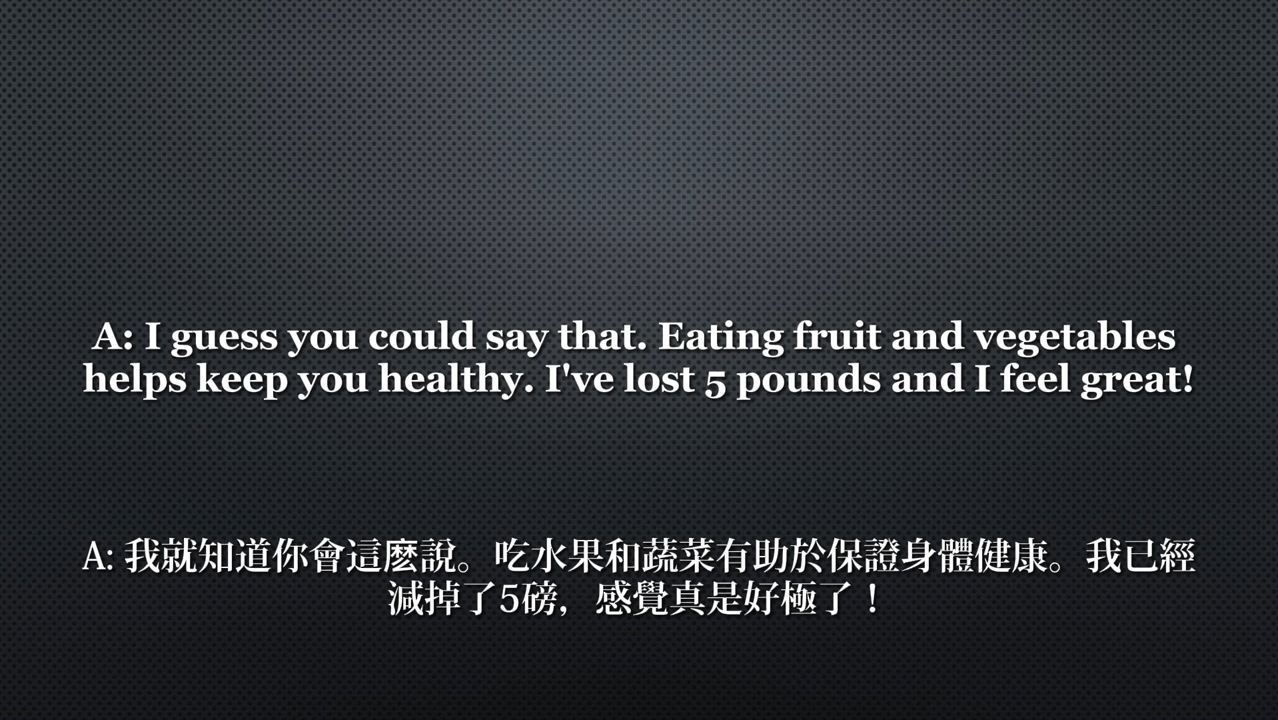 A: I guess you could say that. Eating fruit and vegetables
helps keep you healthy. I've lost 5 pounds and I feel great!
A: 我就知道你會這麽說。吃水果和蔬菜有助於保證身體健康。我已經
減掉了5磅，感覺真是好極了！